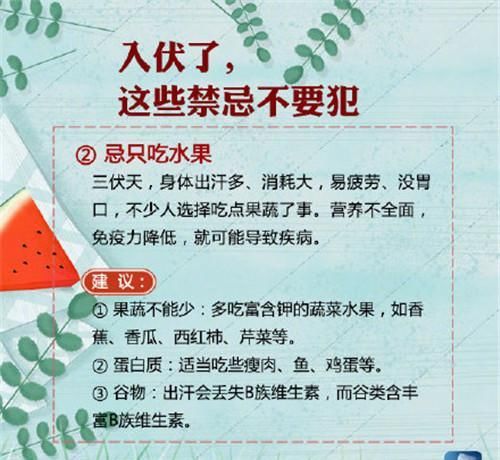 入伏了，
这些禁忌不要犯
② 忌只吃水果
三伏天，身体出汗多、消耗大，易疲劳、没胃
口，不少人选择吃点果蔬了事。营养不全面，
免疫力降低，就可能导致疾病。
建 议：
① 果蔬不能少：多吃富含钾的蔬菜水果，如香
蕉、香瓜、西红柿、芹菜等。
② 蛋白质：适当吃些瘦肉、鱼、鸡蛋等。
③ 谷物：出汗会丢失B族维生素，而谷类含丰
富B族维生素。